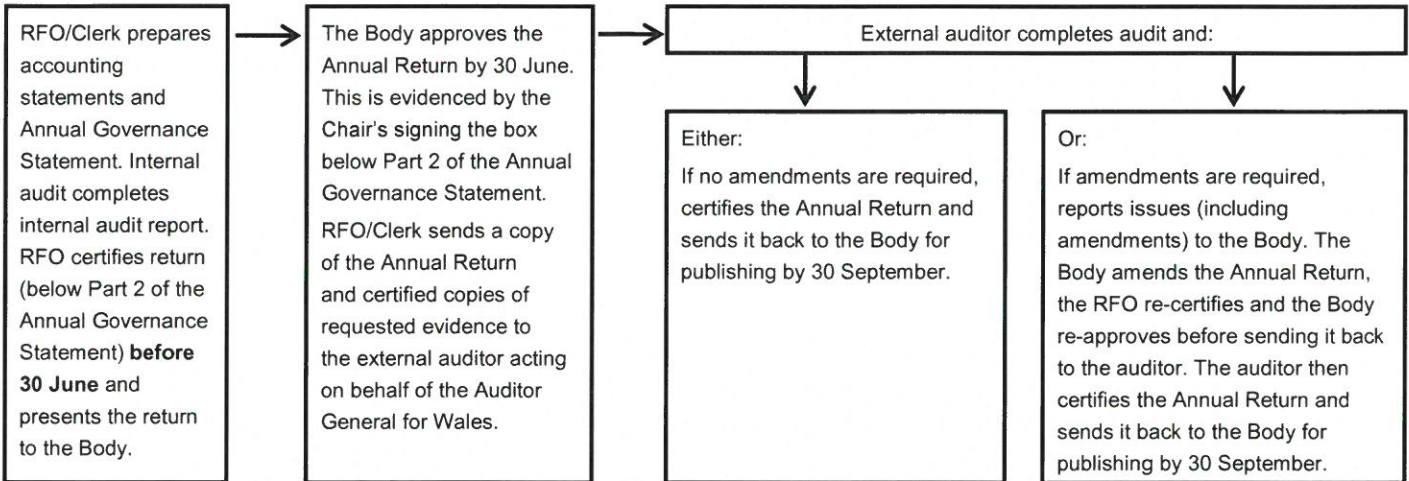 RFO/Clerk prepares
accounting
statements and
Annual Governance
Statement. Internal
audit completes
internal audit report.
RFO certifies return
(below Part 2 of the
Annual Governance
Statement) before
30 June and
presents the return
to the Body.
The Body approves the
Annual Return by 30 June.
This is evidenced by the
Chair's signing the box
below Part 2 of the Annual
Governance Statement.
RFO/Clerk sends a copy
of the Annual Return
and certified copies of
requested evidence to
the external auditor acting
on behalf of the Auditor
General for Wales.
External auditor completes audit and:
Either:
If no amendments are required,
certifies the Annual Return and
sends it back to the Body for
publishing by 30 September.
Or:
If amendments are required,
reports issues (including
amendments) to the Body. The
Body amends the Annual Return,
the RFO re-certifies and the Body
re-approves before sending it back
to the auditor. The auditor then
certifies the Annual Return and
sends it back to the Body for
publishing by 30 September.